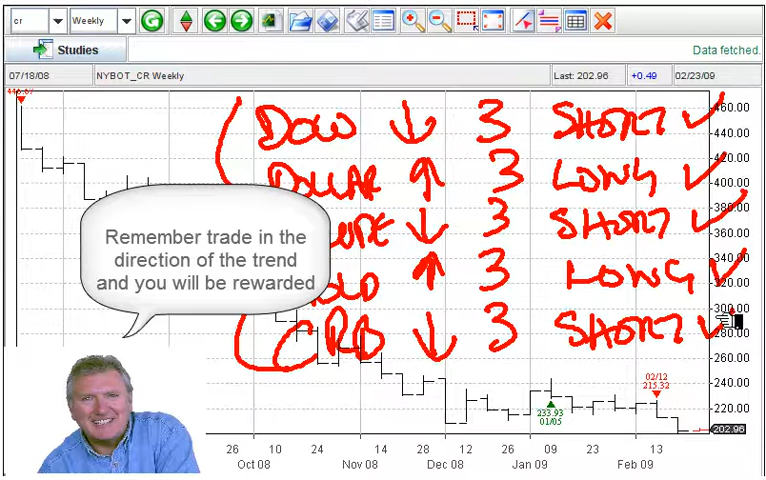 cr Weekly
Studies
Data fetched.
07/18/08 NYBOT_CR Weekly Last: 202.96 +0.49 02/23/09
460.00
DOW ↓ 3 SHORT ✓
440.00
420.00
DOLLAR ↑ 3 LONG ✓
400.00
380.00
↓ 3 SHORT ✓
360.00
340.00
↑ 3 LONG ✓
320.00
300.00
CRB ↓ 3 SHORT ✓
280.00
260.00
240.00
220.00
202.96
Remember trade in the
direction of the trend
and you will be rewarded
02/12
215.32
233.93
01/05
26 10 24 14 28 12 26 09 23 13
Oct 08 Nov 08 Dec 08 Jan 09 Feb 09